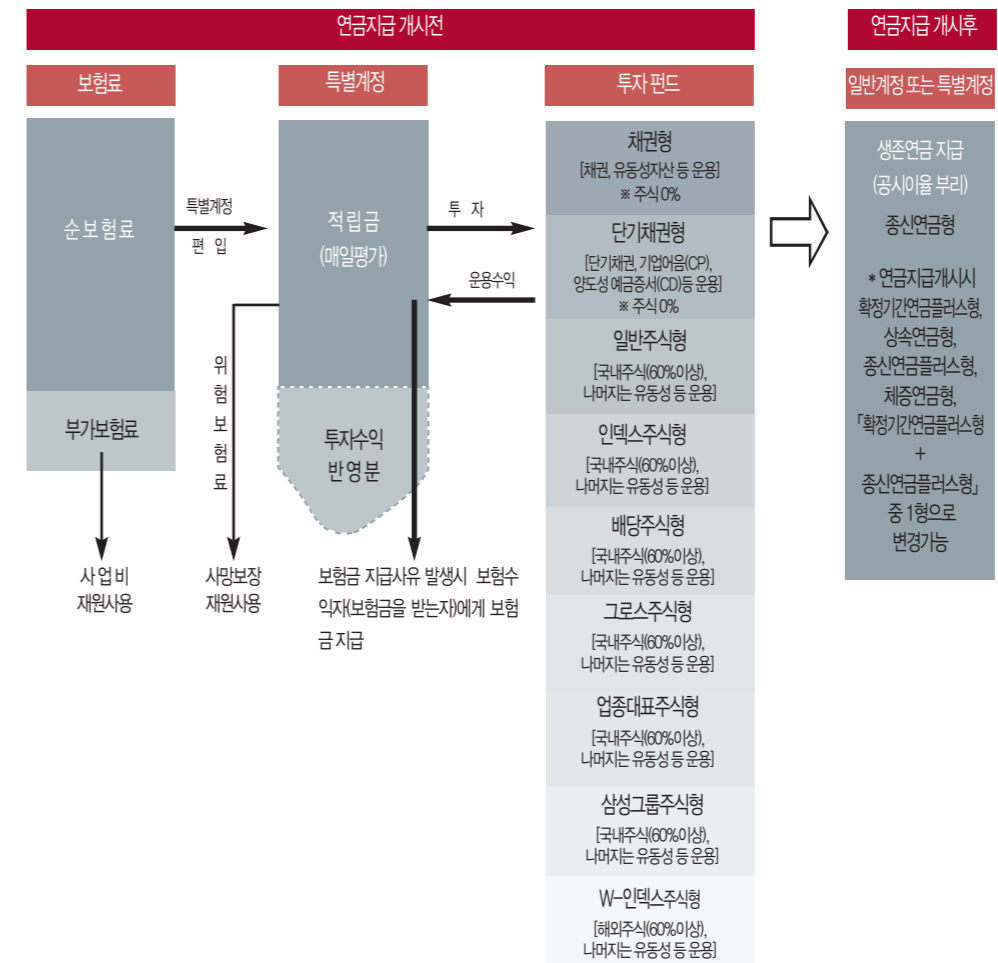 연금지급 개시전
연금지급 개시후
보험료
특별계정
투자 펀드
일반계정 또는 특별계정
순보험료
부가보험료
사업비
재원사용
특별계정
편 입
적립금
(매일평가)
투자수익
반영분
위험보험료
사망보장
재원사용
투 자
운용수익
보험금 지급사유 발생시 보험수
익자(보험금을 받는자)에게 보험
금 지급
채권형
[채권, 유동성자산 등 운용]
※ 주식 0%
단기채권형
[단기채권, 기업어음(CP),
양도성 예금증서(CD)등 운용]
※ 주식 0%
일반주식형
[국내주식(60%이상),
나머지는 유동성 등 운용]
인덱스주식형
[국내주식(60%이상),
나머지는 유동성 등 운용]
배당주식형
[국내주식(60%이상),
나머지는 유동성 등 운용]
그로스주식형
[국내주식(60%이상),
나머지는 유동성 등 운용]
업종대표주식형
[국내주식(60%이상),
나머지는 유동성 등 운용]
삼성그룹주식형
[국내주식(60%이상),
나머지는 유동성 등 운용]
W-인덱스주식형
[해외주식(60%이상),
나머지는 유동성 등 운용]
생존연금 지급
(공시이율 부리)
종신연금형
* 연금지급개시시
확정기간연금플러스형,
상속연금형,
종신연금플러스형,
체증연금형,
「확정기간연금플러스형
+
종신연금플러스형」
중 1형으로
변경가능